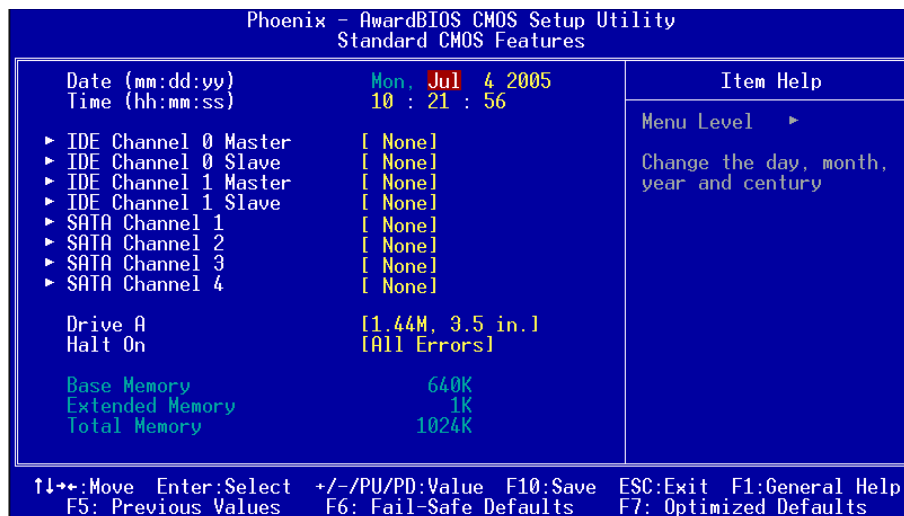 Phoenix - AwardBIOS CMOS Setup Utility
Standard CMOS Features
Date (mm:dd:yy) Mon, Jul 4 2005
Time (hh:mm:ss) 10 : 21 : 56
► IDE Channel 0 Master [ None]
► IDE Channel 0 Slave [ None]
► IDE Channel 1 Master [ None]
► IDE Channel 1 Slave [ None]
► SATA Channel 1 [ None]
► SATA Channel 2 [ None]
► SATA Channel 3 [ None]
► SATA Channel 4 [ None]
Drive A [1.44M, 3.5 in.]
Halt On [All Errors]
Base Memory 640K
Extended Memory 1K
Total Memory 1024K
Item Help
Menu Level ►
Change the day, month,
year and century
↑↓→←:Move Enter:Select +/-/PU/PD:Value F10:Save ESC:Exit F1:General Help
F5: Previous Values F6: Fail-Safe Defaults F7: Optimized Defaults